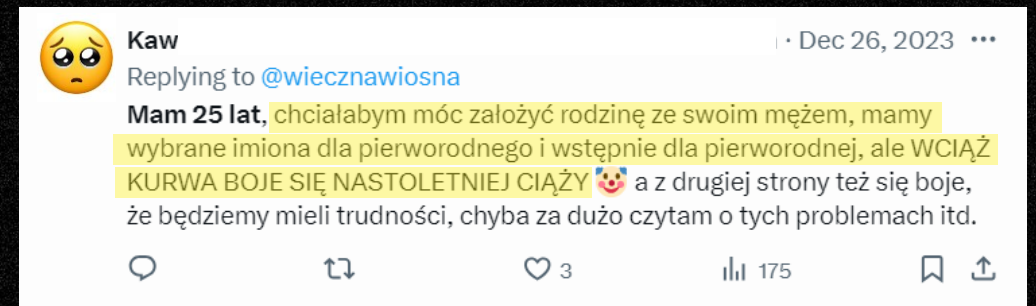 Kaw · Dec 26, 2023 ···
Replying to @wiecznawiosna
Mam 25 lat, chciałabym móc założyć rodzinę ze swoim mężem, mamy
wybrane imiona dla pierworodnego i wstępnie dla pierworodnej, ale WCIĄŻ
KURWA BOJE SIĘ NASTOLETNIEJ CIĄŻY 🤡 a z drugiej strony też się boje,
że będziemy mieli trudności, chyba za dużo czytam o tych problemach itd.
3 175